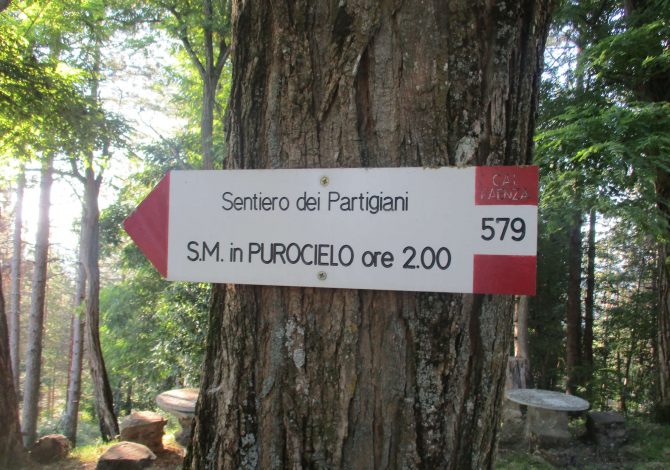 Sentiero dei Partigiani
S.M. in PUROCIELO ore 2.00
CAI
FAENZA
579